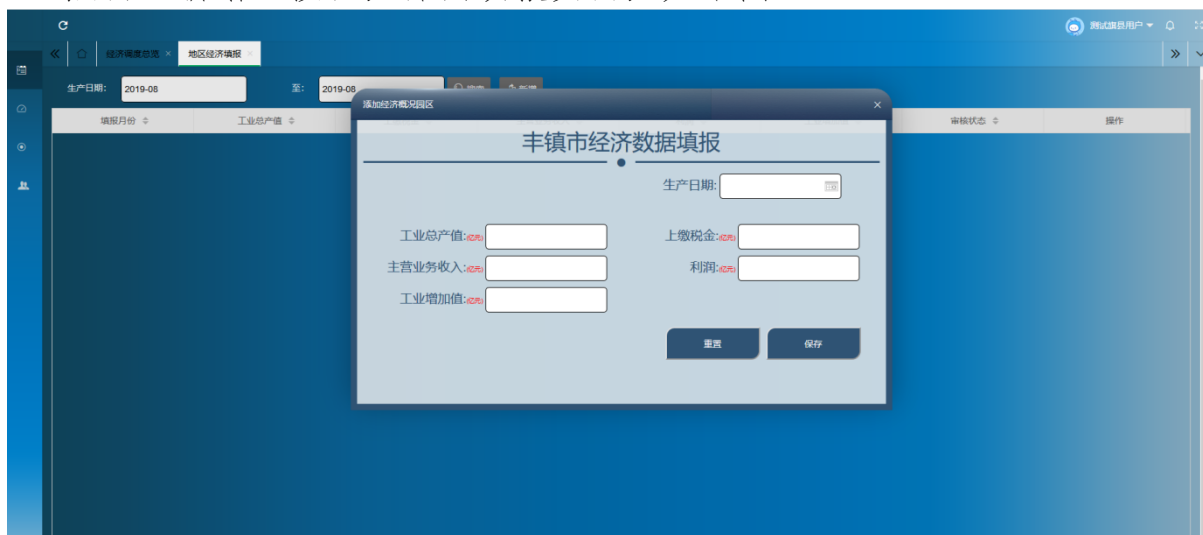 测试旗县用户
经济调度总览 × 地区经济填报 ×
生产日期: 2019-08 至: 2019-08
填报月份 工业总产值 审核状态 操作
添加经济概况园区 ×
丰镇市经济数据填报
生产日期:
工业总产值:(亿元) 上缴税金:(亿元)
主营业务收入:(亿元) 利润:(亿元)
工业增加值:(亿元)
重置 保存